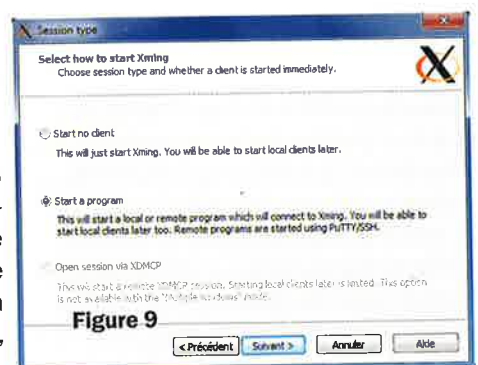 Session type
Select how to start Xming
Choose session type and whether a client is started immediately.
Start no client
This will just start Xming. You will be able to start local clients later.
Start a program
This will start a local or remote program which will connect to Xming. You will be able to
start local clients later too. Remote programs are started using PuTTY/SSH.
Open session via XDMCP
This will start a remote XDMCP session. Starting local clients later is limited. This option
is not available with the "Multiple windows" mode.
Figure 9
< Précédent
Suivant >
Annuler
Aide